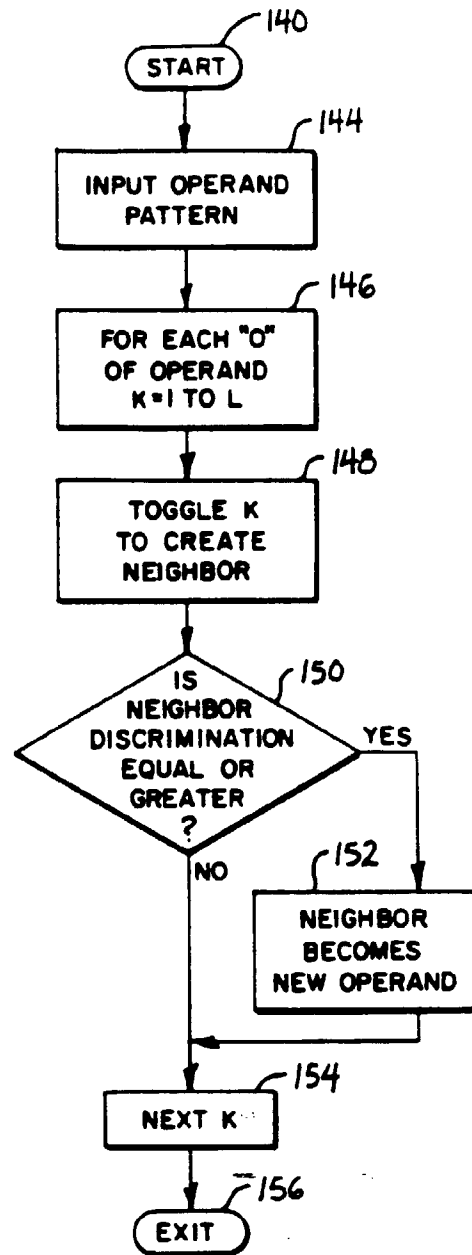 140
START
144
INPUT OPERAND
PATTERN
146
FOR EACH "O"
OF OPERAND
K=1 TO L
148
TOGGLE K
TO CREATE
NEIGHBOR
150
IS
NEIGHBOR
DISCRIMINATION
EQUAL OR
GREATER
?
YES
NO
152
NEIGHBOR
BECOMES
NEW OPERAND
154
NEXT K
156
EXIT